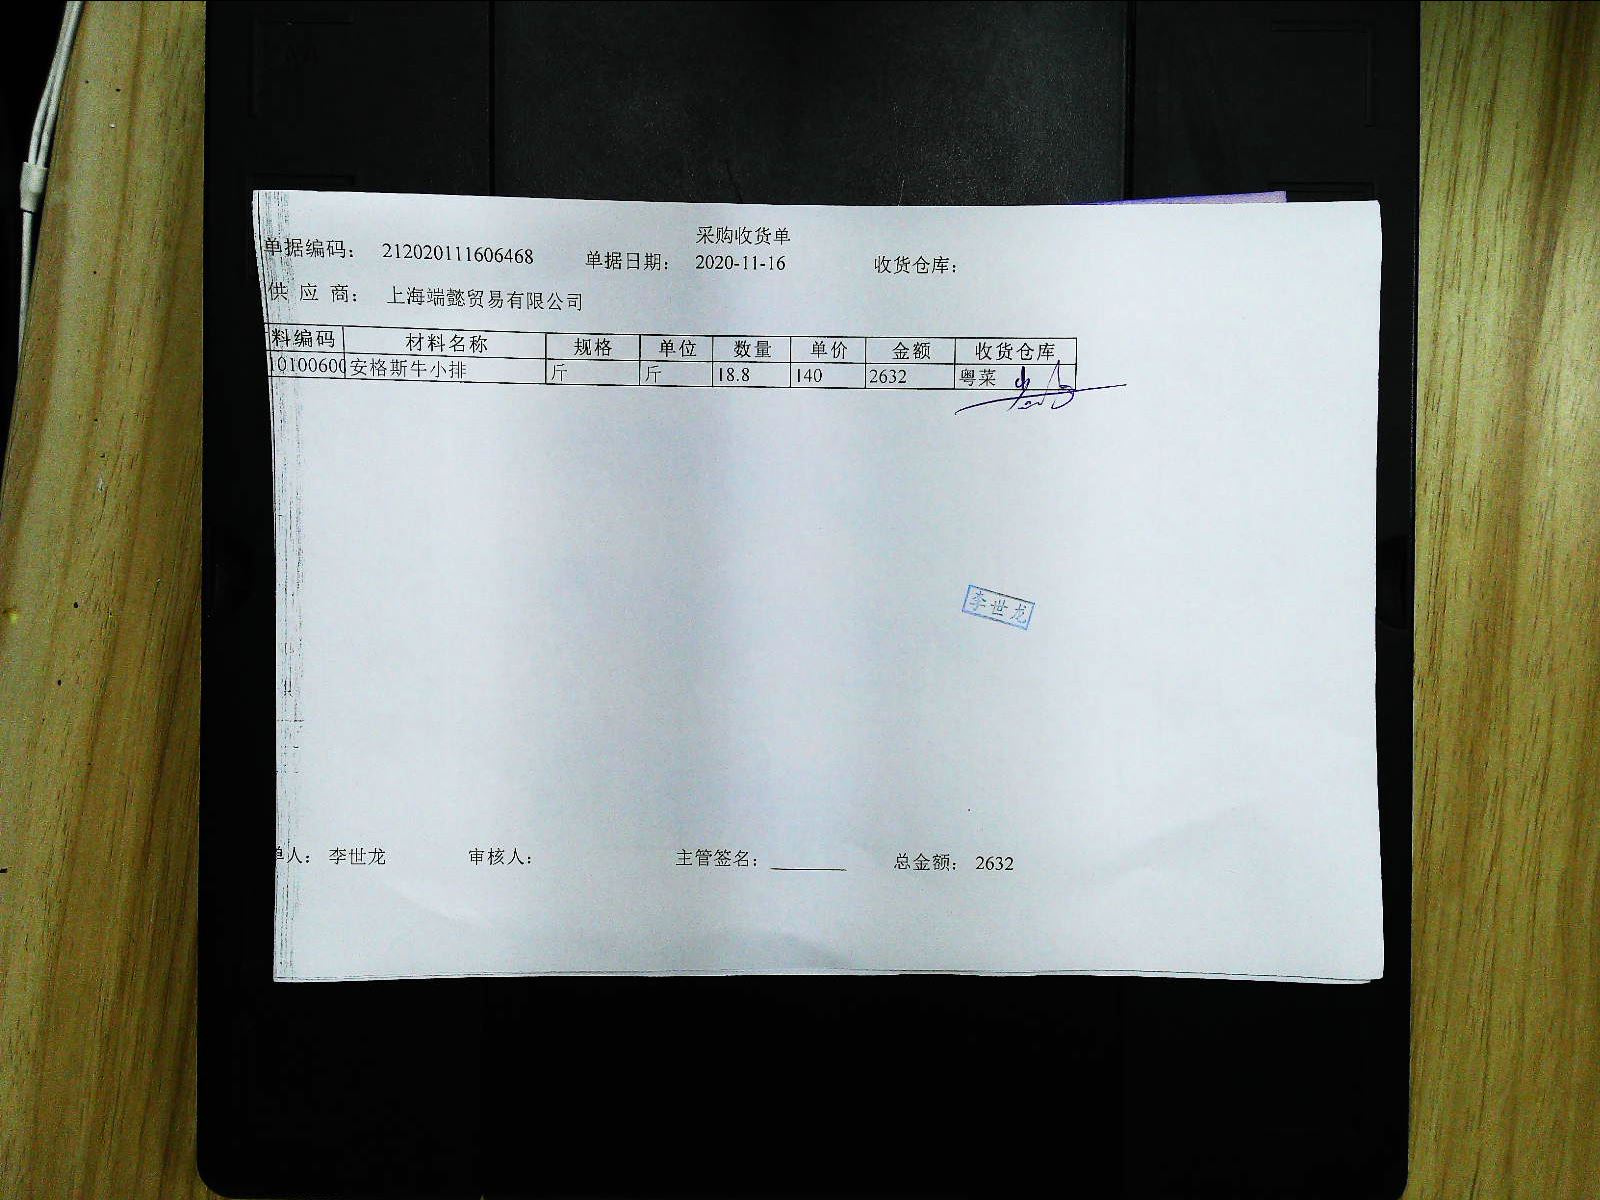 采购收货单
单据编码： 212020111606468 单据日期： 2020-11-16 收货仓库：
供 应 商： 上海端懿贸易有限公司
料编码 材料名称 规格 单位 数量 单价 金额 收货仓库
10100600 安格斯牛小排 斤 斤 18.8 140 2632 粤菜
李世龙
单人： 李世龙 审核人： 主管签名： 总金额： 2632